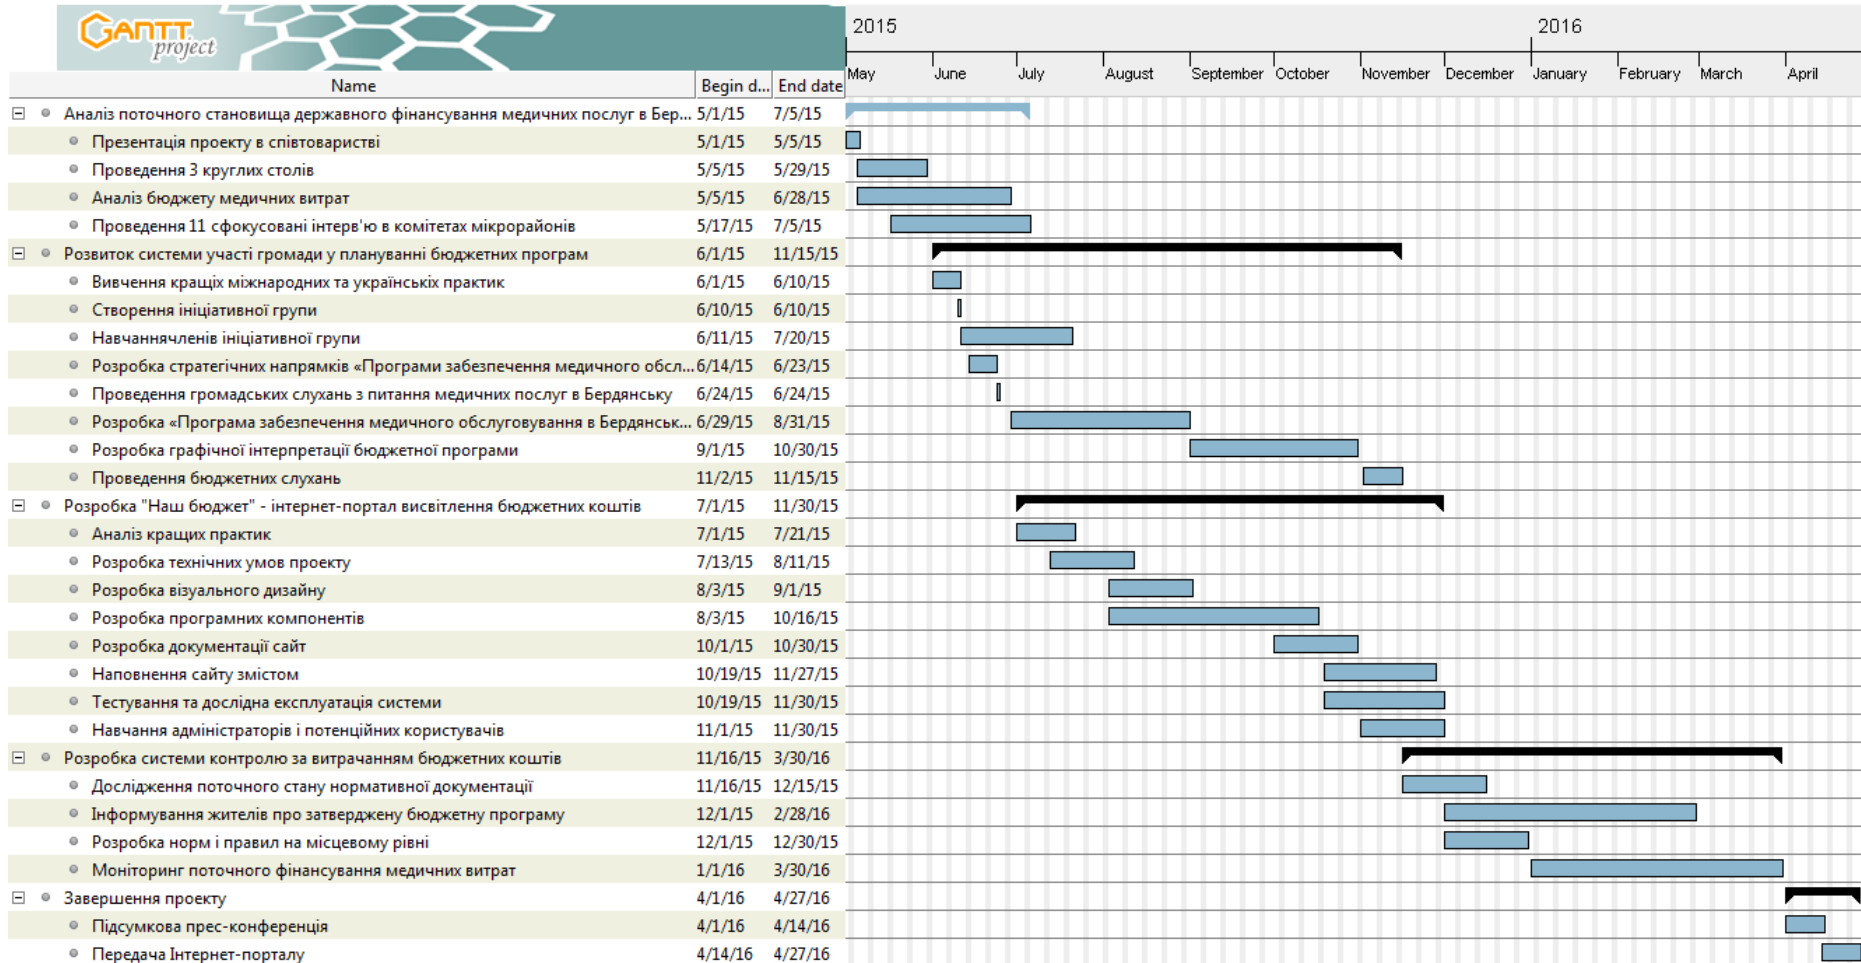 GANTT project
2015 2016
May June July August September October November December January February March April
Name Begin d... End date
Аналіз поточного становища державного фінансування медичних послуг в Бер... 5/1/15 7/5/15
Презентація проекту в співтоваристві 5/1/15 5/5/15
Проведення 3 круглих столів 5/5/15 5/29/15
Аналіз бюджету медичних витрат 5/5/15 6/28/15
Проведення 11 сфокусовані інтерв'ю в комітетах мікрорайонів 5/17/15 7/5/15
Розвиток системи участі громади у плануванні бюджетних програм 6/1/15 11/15/15
Вивчення кращіх міжнародних та українськіх практик 6/1/15 6/10/15
Створення ініціативної групи 6/10/15 6/10/15
Навчаннячленів ініціативної групи 6/11/15 7/20/15
Розробка стратегічних напрямків «Програми забезпечення медичного обсл... 6/14/15 6/23/15
Проведення громадських слухань з питання медичних послуг в Бердянську 6/24/15 6/24/15
Розробка «Програма забезпечення медичного обслуговування в Бердянськ... 6/29/15 8/31/15
Розробка графічної інтерпретації бюджетної програми 9/1/15 10/30/15
Проведення бюджетних слухань 11/2/15 11/15/15
Розробка "Наш бюджет" - інтернет-портал висвітлення бюджетних коштів 7/1/15 11/30/15
Аналіз кращих практик 7/1/15 7/21/15
Розробка технічних умов проекту 7/13/15 8/11/15
Розробка візуального дизайну 8/3/15 9/1/15
Розробка програмних компонентів 8/3/15 10/16/15
Розробка документації сайт 10/1/15 10/30/15
Наповнення сайту змістом 10/19/15 11/27/15
Тестування та дослідна експлуатація системи 10/19/15 11/30/15
Навчання адміністраторів і потенційних користувачів 11/1/15 11/30/15
Розробка системи контролю за витрачанням бюджетних коштів 11/16/15 3/30/16
Дослідження поточного стану нормативної документації 11/16/15 12/15/15
Інформування жителів про затверджену бюджетну програму 12/1/15 2/28/16
Розробка норм і правил на місцевому рівні 12/1/15 12/30/15
Моніторинг поточного фінансування медичних витрат 1/1/16 3/30/16
Завершення проекту 4/1/16 4/27/16
Підсумкова прес-конференція 4/1/16 4/14/16
Передача Інтернет-порталу 4/14/16 4/27/16